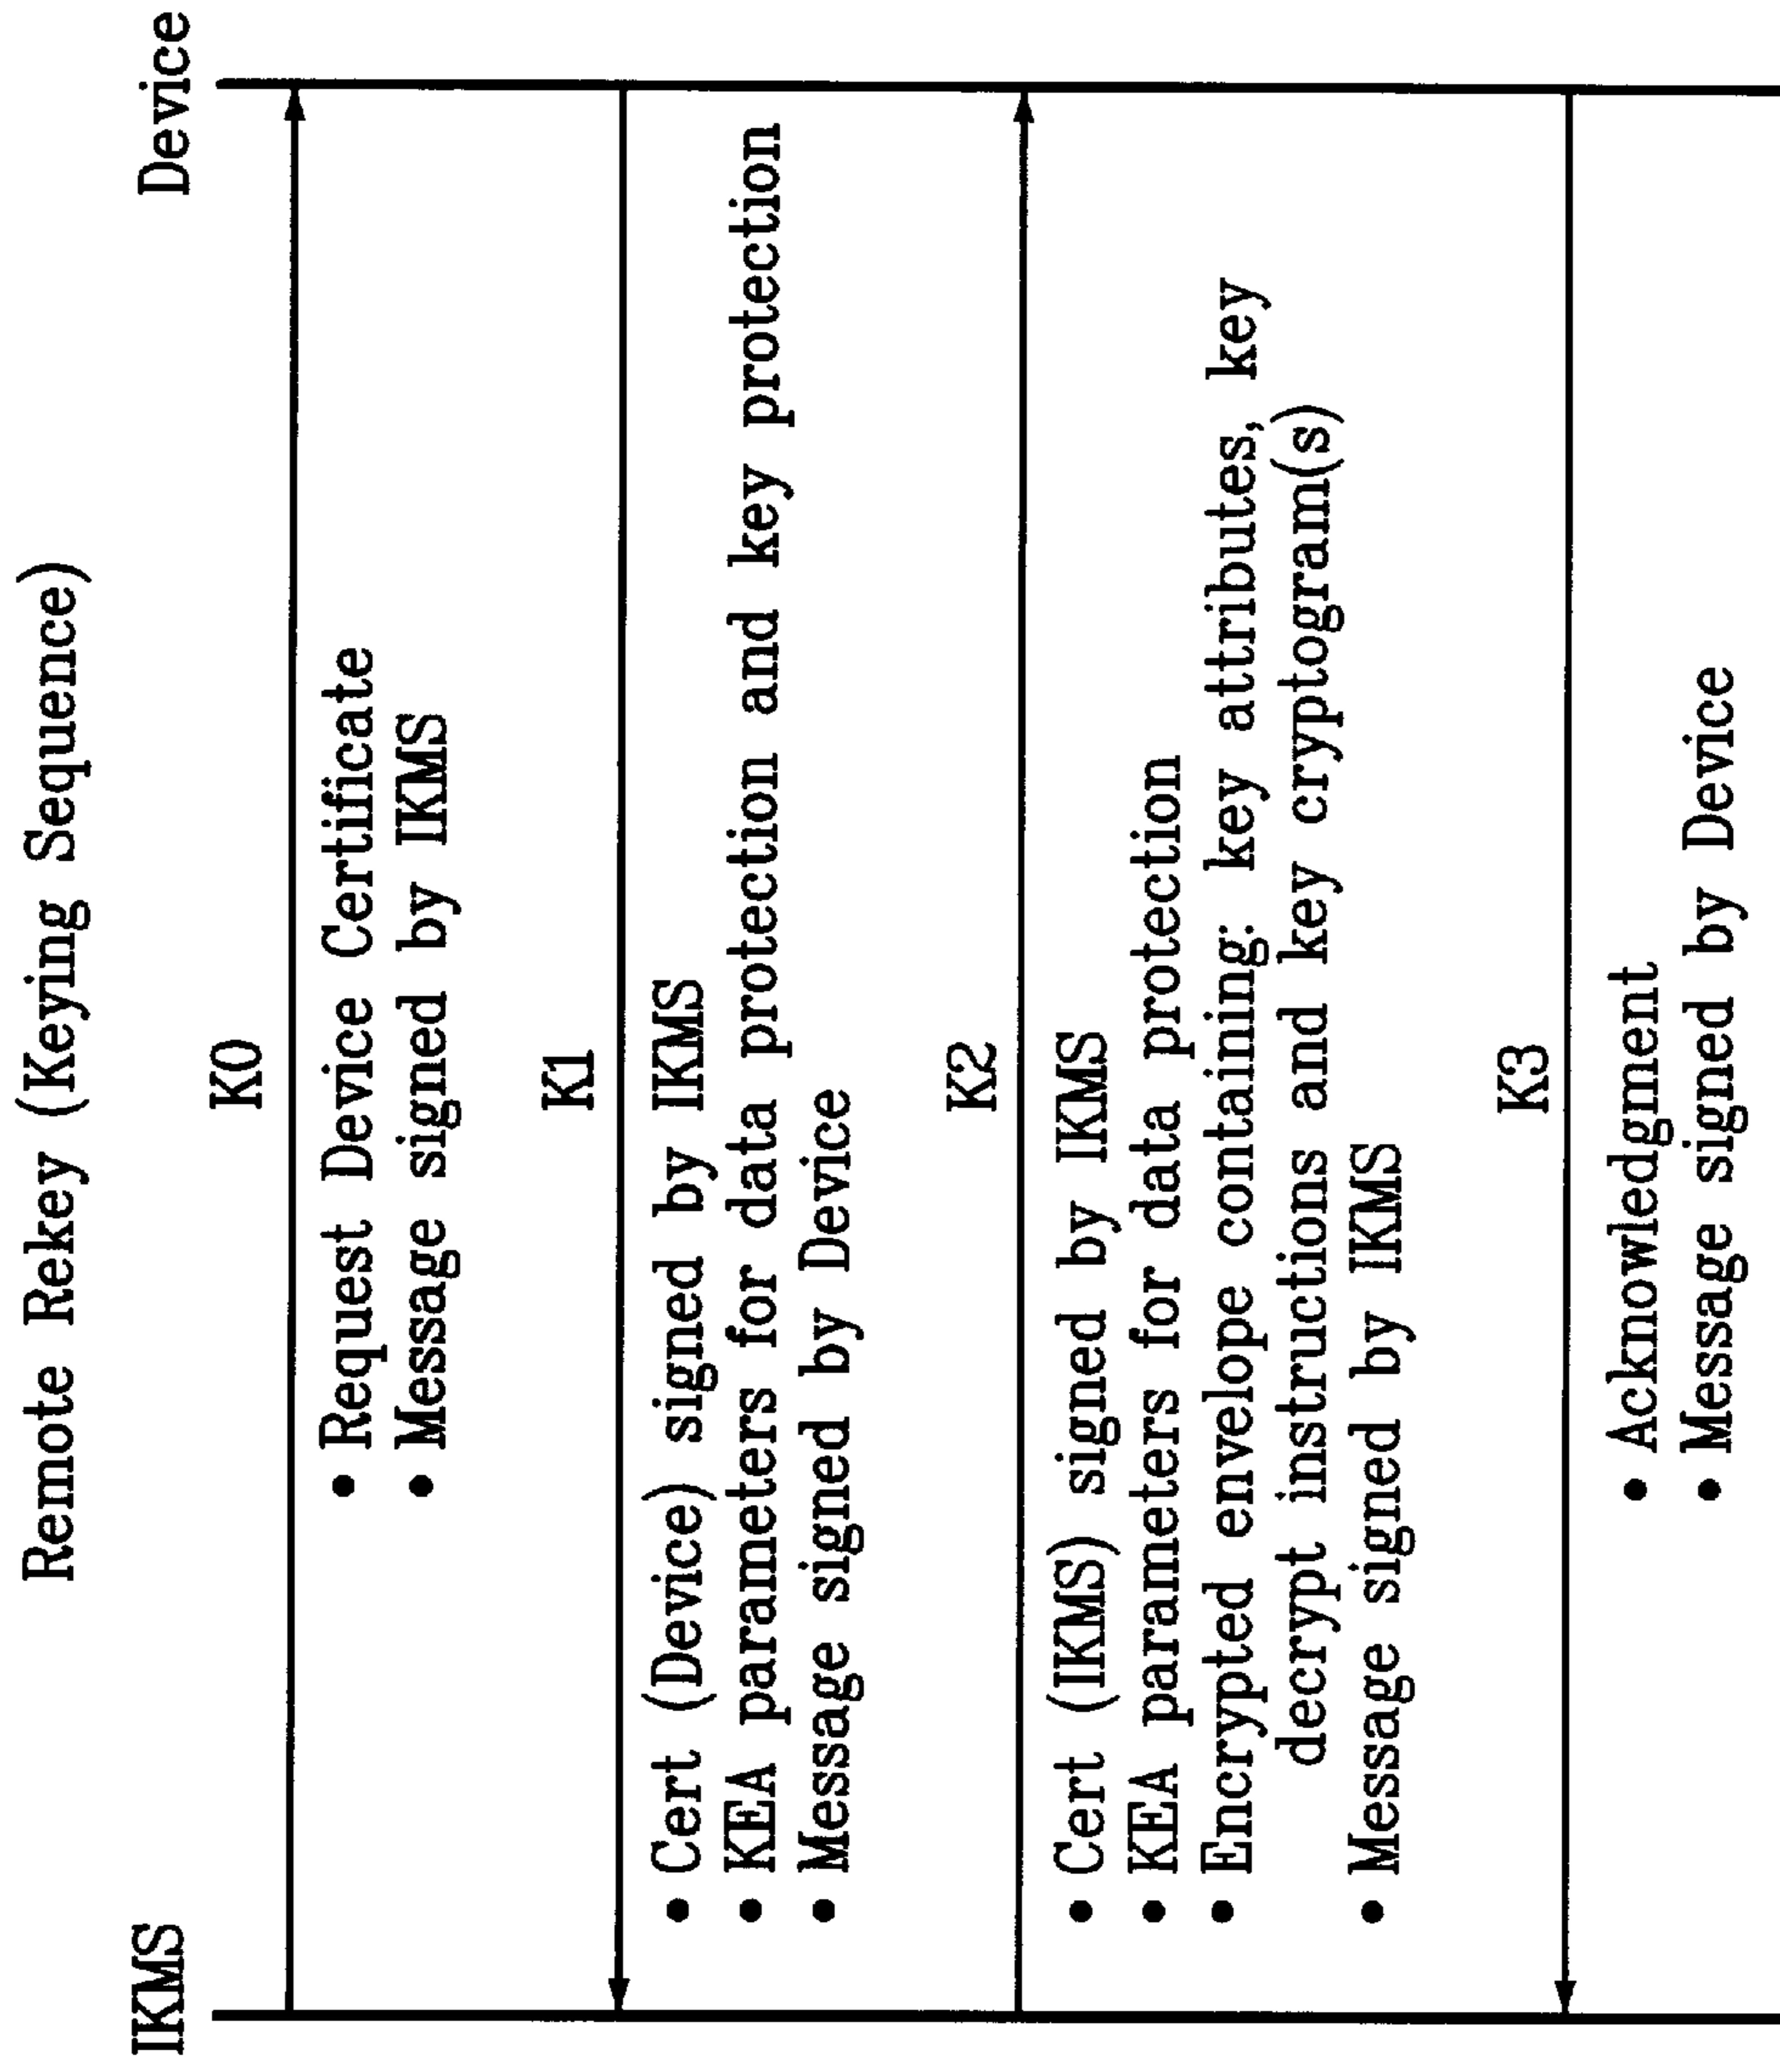 Remote Rekey (Keying Sequence)
IKMS
Device
K0
• Request Device Certificate
• Message signed by IKMS
K1
• Cert (Device) signed by IKMS
• KEA parameters for data protection and key protection
• Message signed by Device
K2
• Cert (IKMS) signed by IKMS
• KEA parameters for data protection
• Encrypted envelope containing: key attributes, key
decrypt instructions and key cryptogram(s)
• Message signed by IKMS
K3
• Acknowledgment
• Message signed by Device